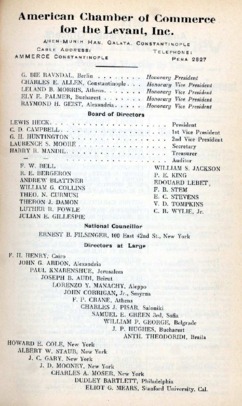 American Chamber of Commerce
for the Levant, Inc.
Han, Galata, Constantinople
Cable Address:
Telephone:
AMMERCE Constantinople
Pera 2627
G. BIE RAVNDAL, Berlin Honorary President
CHARLES E. ALLEN, Constantinople Honorary Vice President
LELAND B. MORRIS, Athens Honorary Vice President
ELY E. PALMER, Bucharest Honorary Vice President
RAYMOND H. GEIST, Alexandria Honorary Vice President
Board of Directors
LEWIS HECK President
C. D. CAMPBELL 1st Vice President
G. H. HUNTINGTON 2nd Vice President
LAURENCE S. MOORE Secretary
HARRY B. MANDIL Treasurer
Auditor
F. W. BELL
E. E. BERGERON
ANDREW BLATTNER
WILLIAM G. COLLINS
THEO. N. CURMUSI
THERON J. DAMON
LUTHER R. FOWLE
JULIAN E. GILLESPIE
WILLIAM S. JACKSON
P. E. KING
EDOUARD LEBET
F. B. STEM
E. C. STEVENS
V. D. TOMPKINS
C. R. WYLIE, Jr.
National Councillor
ERNEST B. FILSINGER, 160 East 42nd St., New York
Directors at Large
F. H. HENRY, Cairo
JOHN G. ARDON, Alexandria
PAUL KNABENSHUE, Jerusalem
JOSEPH B. AUDI, Beirut
LORENZO Y. MANACHY, Aleppo
JOHN CORRIGAN, Jr., Smyrna
F. P. CRANE, Athens
CHARLES J. PISAR, Saloniki
SAMUEL E. GREEN 3rd, Sofia
WILLIAM P. GEORGE, Belgrade
J. P. HUGHES, Bucharest
ANTH. THEODORIDI, Braila
HOWARD E. COLE, New York
ALBERT W. STAUB, New York
J. C. GARY, New York
J. D. MOONEY, New York
CHARLES A. MOSER, New York
DUDLEY BARTLETT, Philadelphia
ELIOT G. MEARS, Stanford University, Cal.